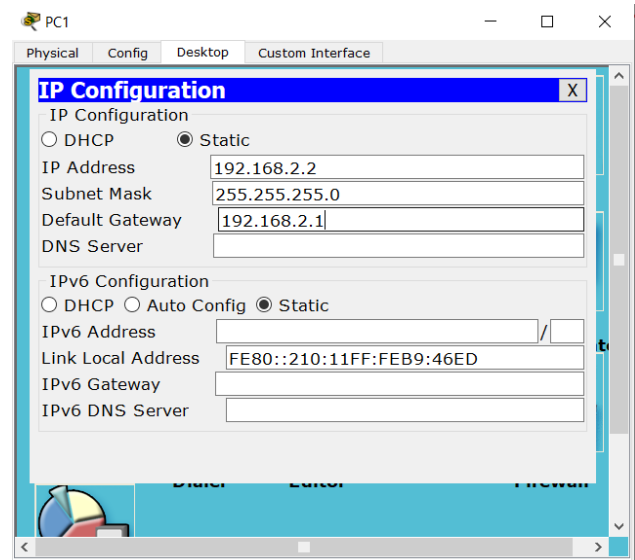 PC1
Physical Config Desktop Custom Interface
IP Configuration X
IP Configuration
DHCP Static
IP Address 192.168.2.2
Subnet Mask 255.255.255.0
Default Gateway 192.168.2.1
DNS Server
IPv6 Configuration
DHCP Auto Config Static
IPv6 Address /
Link Local Address FE80::210:11FF:FEB9:46ED
IPv6 Gateway
IPv6 DNS Server